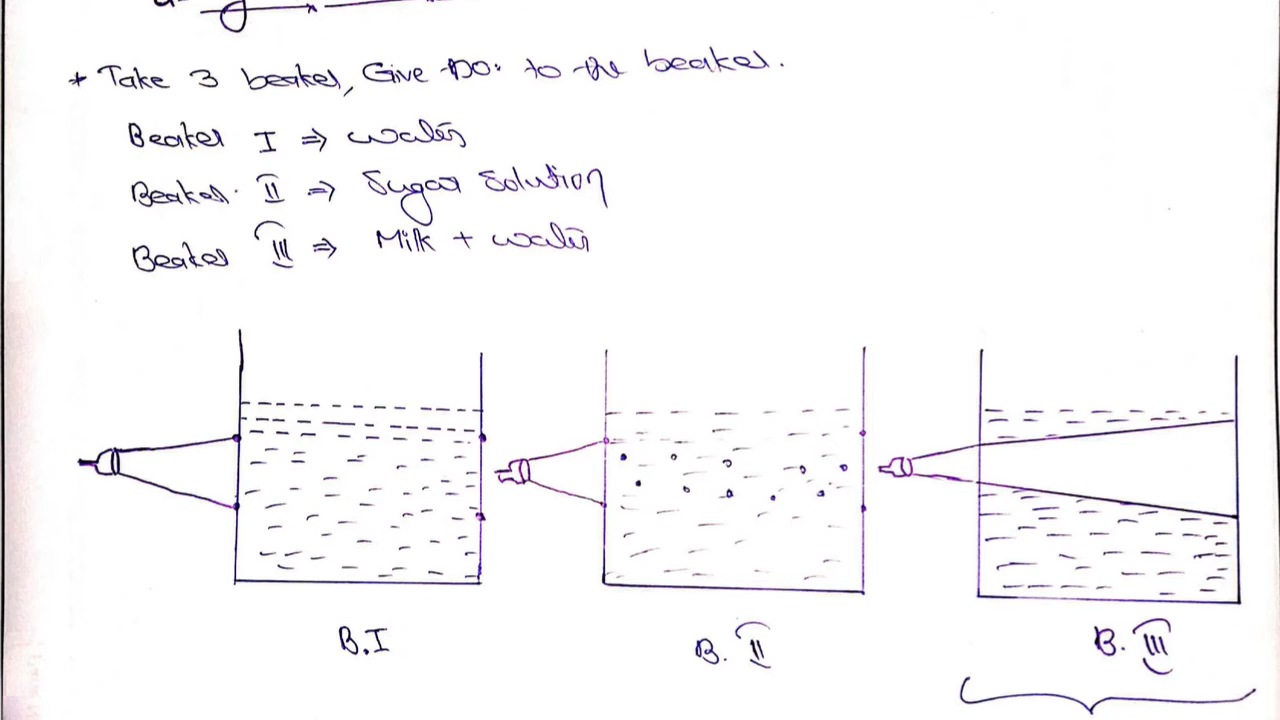 * Take 3 beaker, Give NO: to the beaker.
Beaker I ⇒ water
Beaker II ⇒ Sugar Solution
Beaker III ⇒ Milk + water
B.I
B. II
B. III